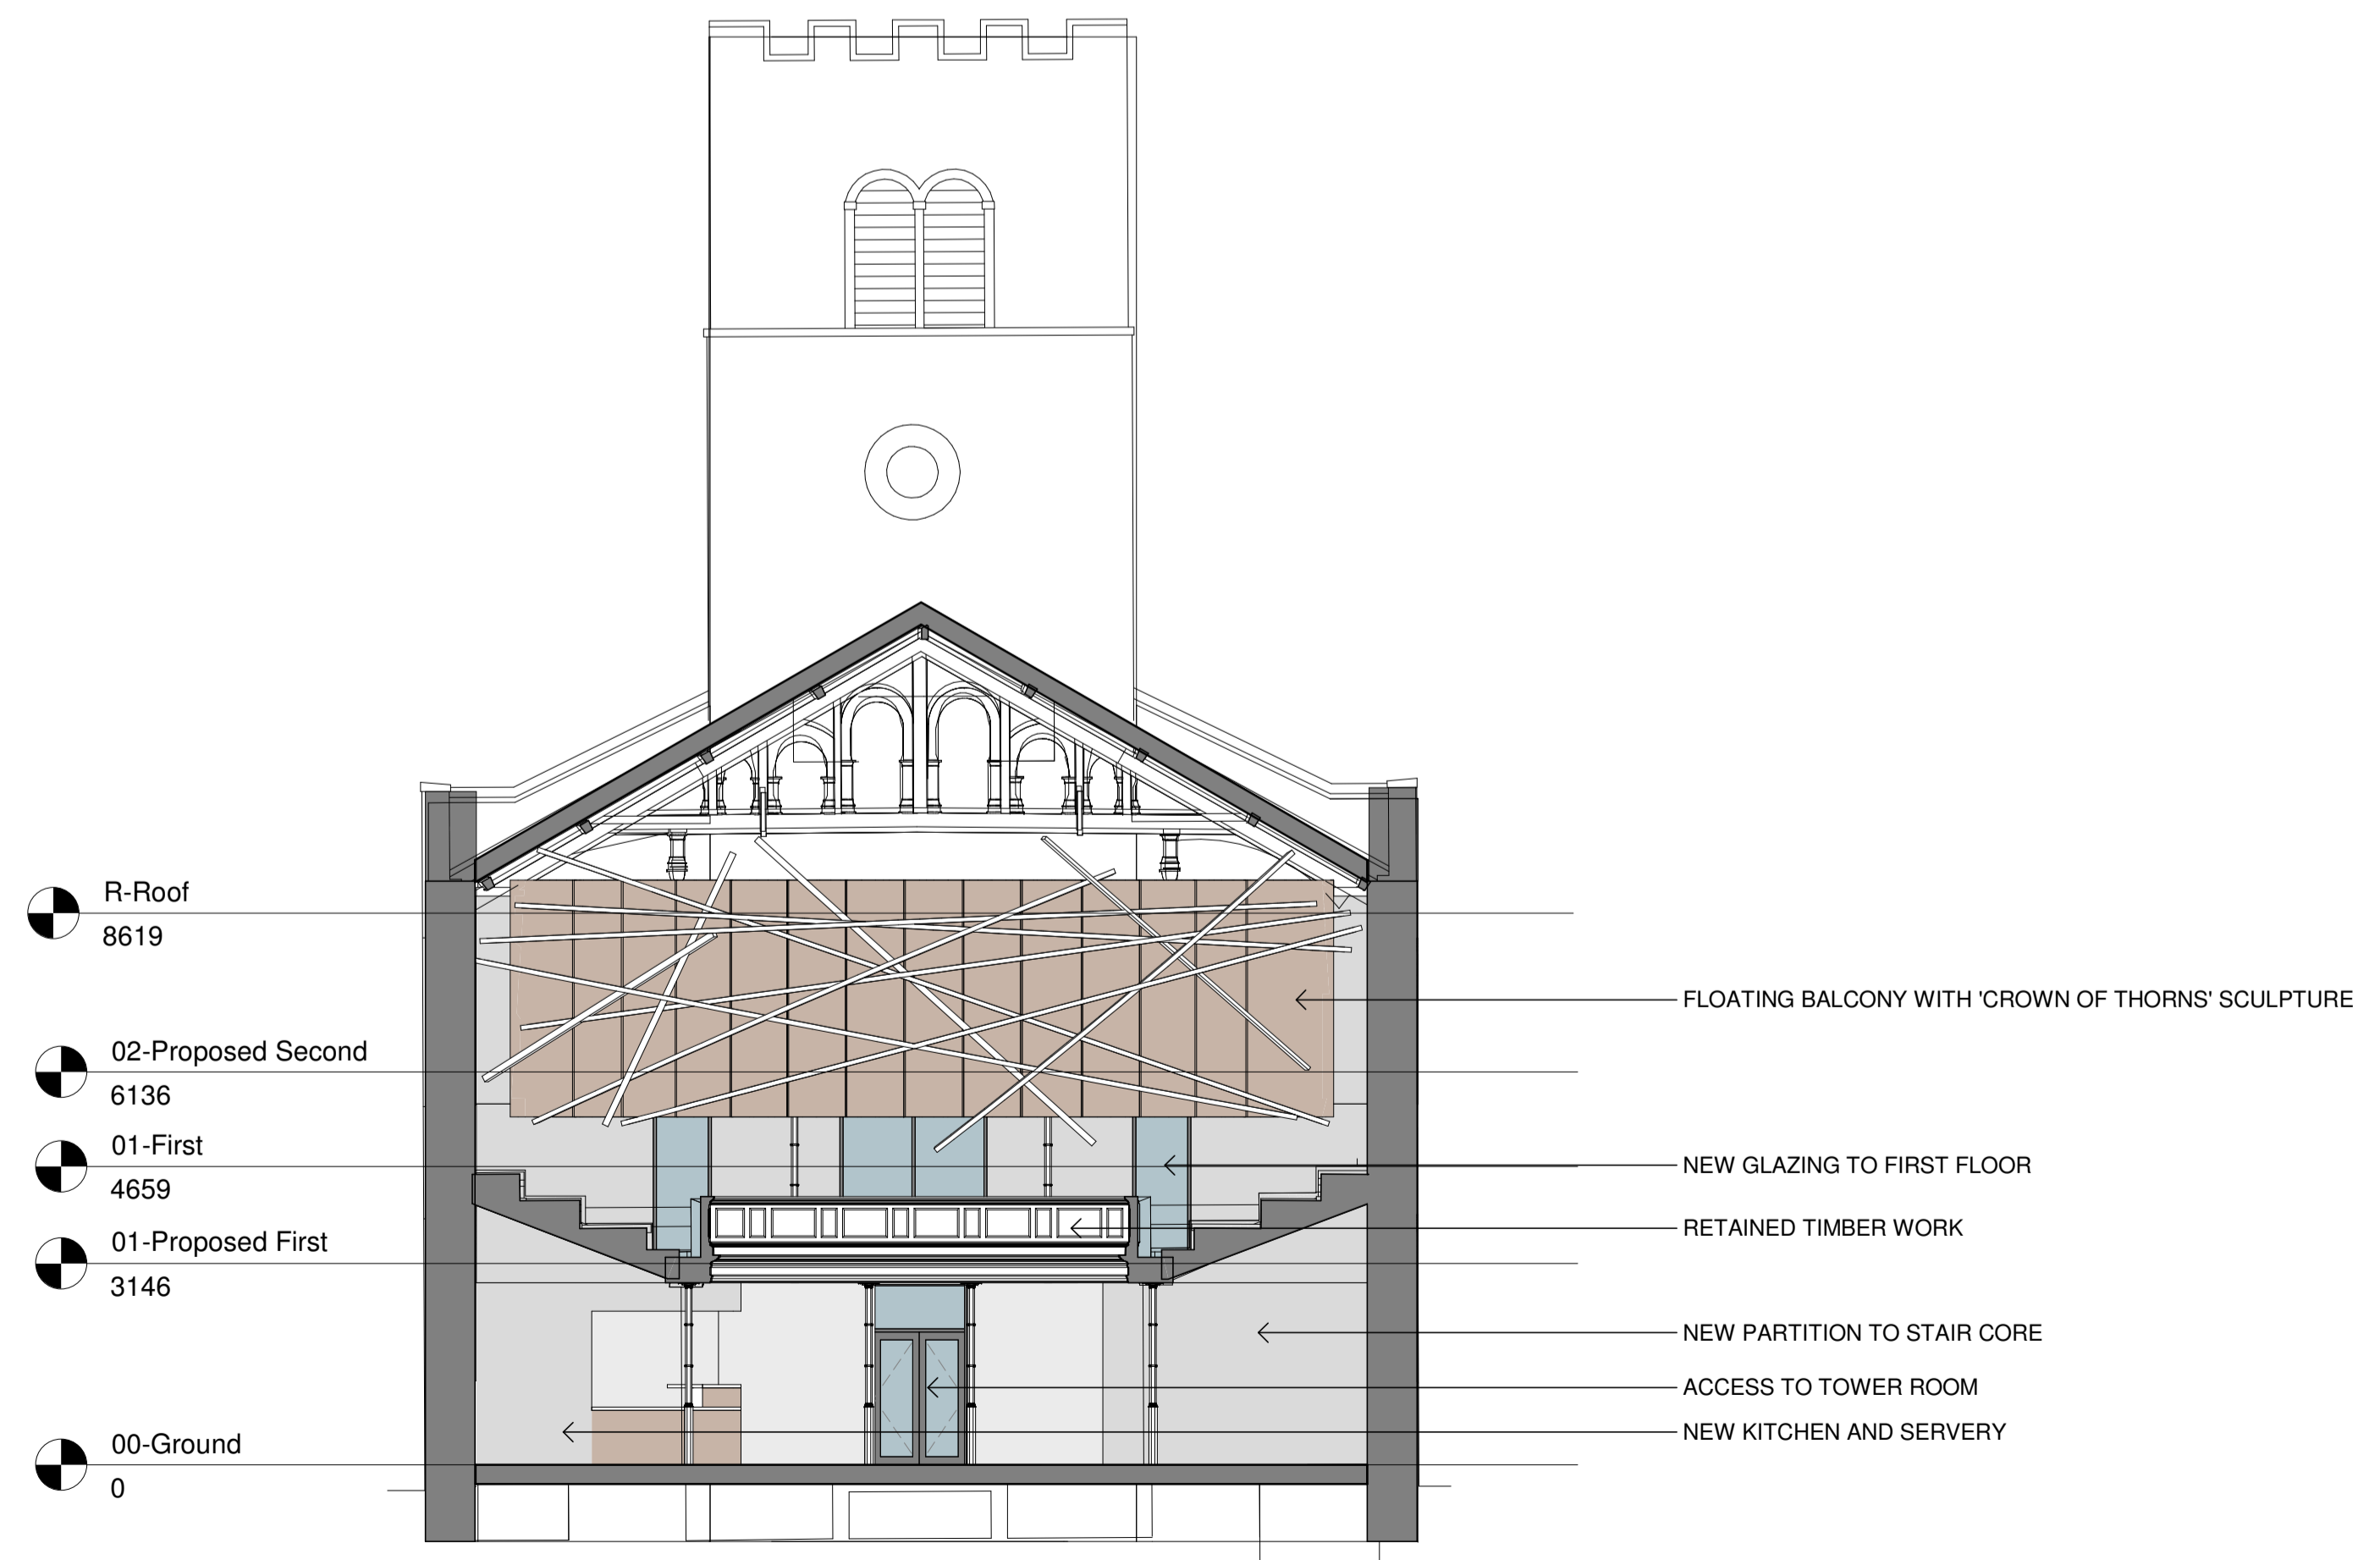 R-Roof
8619
FLOATING BALCONY WITH 'CROWN OF THORNS' SCULPTURE
02-Proposed Second
6136
01-First
4659
NEW GLAZING TO FIRST FLOOR
RETAINED TIMBER WORK
01-Proposed First
3146
NEW PARTITION TO STAIR CORE
ACCESS TO TOWER ROOM
NEW KITCHEN AND SERVERY
00-Ground
0